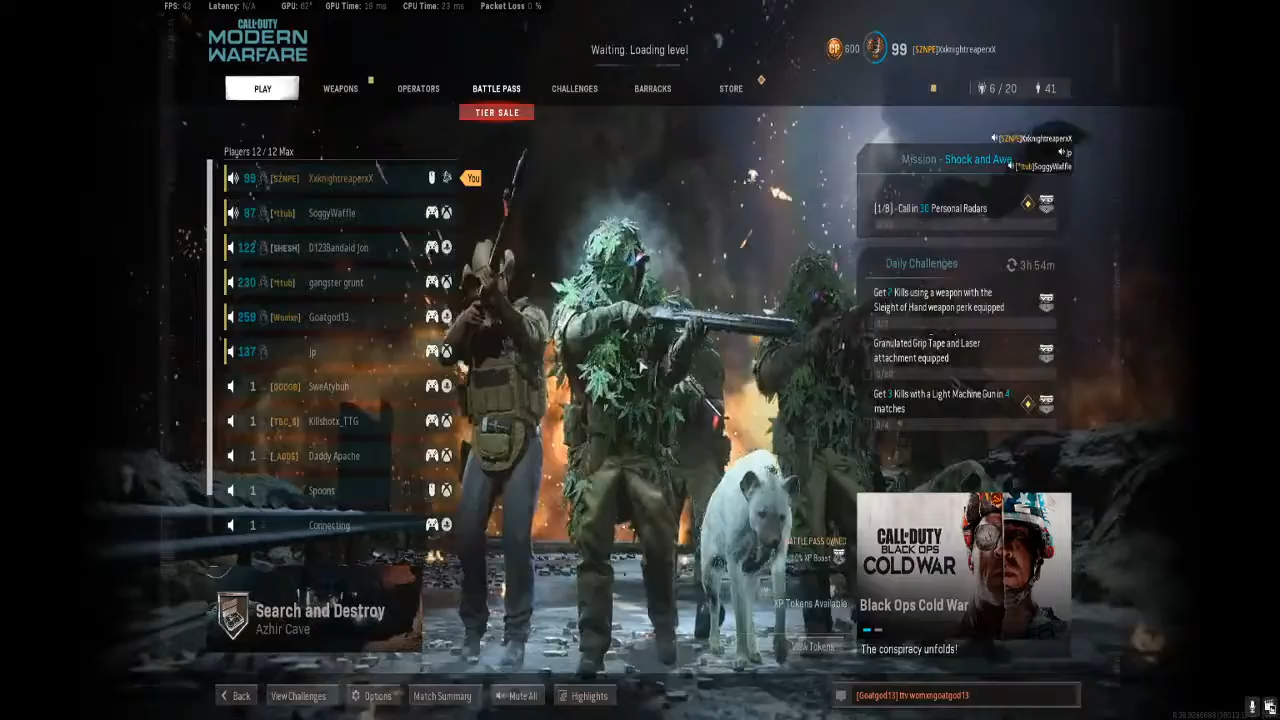 FPS: 43 Latency: N/A GPU: 62° GPU Time: 19 ms CPU Time: 23 ms Packet Loss 0 %
CALL·DUTY
MODERN
WARFARE
Waiting. Loading level
CP 600 99 [SZNPE]XxknightreaperxX
PLAY WEAPONS OPERATORS BATTLE PASS CHALLENGES BARRACKS STORE
6 / 20 41
TIER SALE
Players 12 / 12 Max
99 [SZNPE] XxknightreaperxX You
87 [*ttub] SoggyWaffle
122 [SHESH] D123Bandaid Jon
230 [*ttub] gangster grunt
259 [Womxn] Goatgod13
137 jp
1 SweAtybuh
1 Killshotx_TTG
1 Daddy Apache
1 Spoons
1 Connecting
Search and Destroy
Azhir Cave
[SZNPE]XxknightreaperxX
jp
[*ttub]SoggyWaffle
Mission - Shock and Awe
[1/8] - Call in 30 Personal Radars
Daily Challenges 3h 54m
Get 7 Kills using a weapon with the
Sleight of Hand weapon perk equipped
Granulated Grip Tape and Laser
attachment equipped
Get 3 Kills with a Light Machine Gun in 4
matches
BATTLE PASS OWNED
10% XP Boost
XP Tokens Available
View Tokens
CALL·DUTY
BLACK OPS
COLD WAR
Black Ops Cold War
The conspiracy unfolds!
Back View Challenges Options Match Summary Mute All Highlights
[Goatgod13] ttv womxngoatgod13